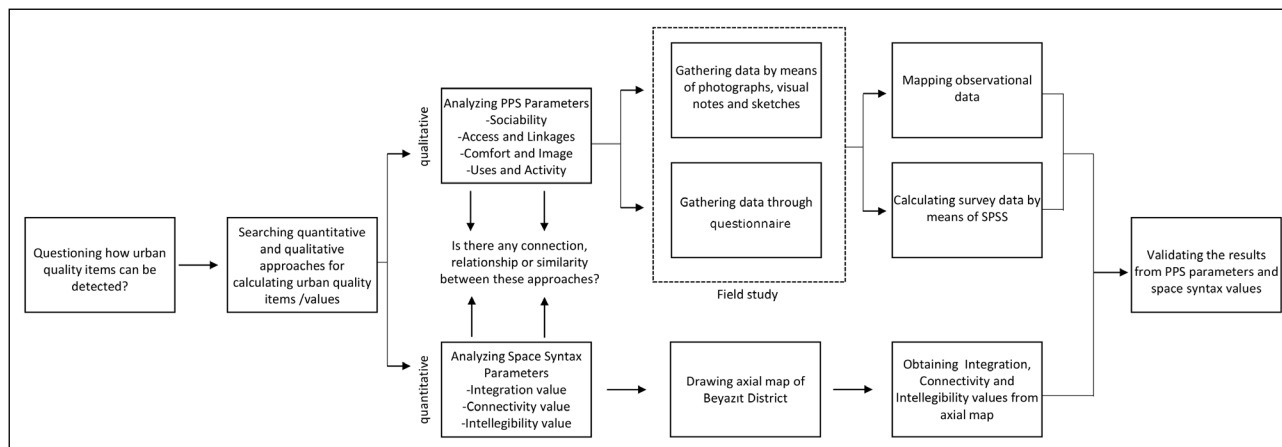 Questioning how urban
quality items can be
detected?
Searching quantitative
and qualitative
approaches for
calculating urban quality
items /values
qualitative
Analyzing PPS Parameters
-Sociability
-Access and Linkages
-Comfort and Image
-Uses and Activity
Is there any connection,
relationship or similarity
between these approaches?
quantitative
Analyzing Space Syntax
Parameters
-Integration value
-Connectivity value
-Intellegibility value
Gathering data by means
of photographs, visual
notes and sketches
Gathering data through
questionnaire
Field study
Drawing axial map of
Beyazıt District
Mapping observational
data
Calculating survey data by
means of SPSS
Obtaining Integration,
Connectivity and
Intellegibility values from
axial map
Validating the results
from PPS parameters and
space syntax values